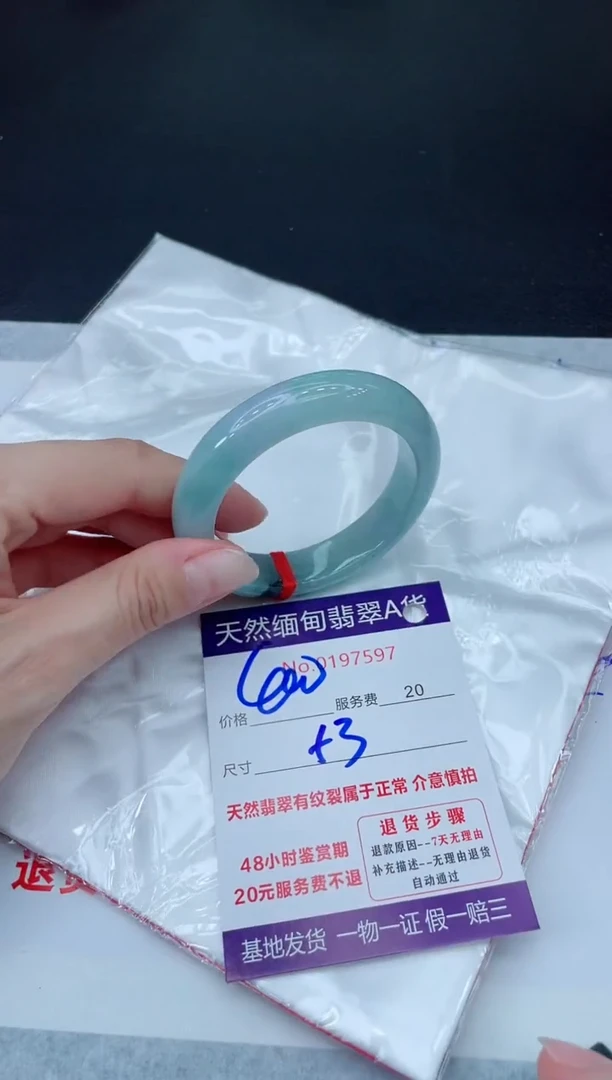 天然缅甸翡翠A货
No.0197597
600
价格 服务费 20
尺寸
天然翡翠有纹裂属于正常 介意慎拍
48小时鉴赏期
20元服务费不退
退货步骤
退款原因--7天无理由
补充描述--无理由退货
自动通过
基地发货 一物一证 假一赔三
退货